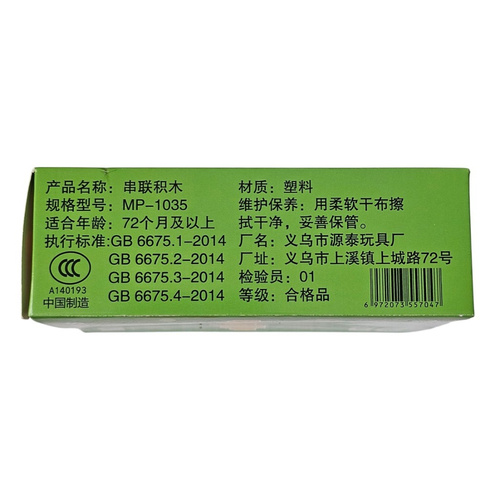 产品名称：串联积木
规格型号：MP-1035
适合年龄：72个月及以上
执行标准：GB 6675.1-2014
GB 6675.2-2014
GB 6675.3-2014
GB 6675.4-2014
CCC
A140193
中国制造
材质：塑料
维护保养：用柔软干布擦
拭干净，妥善保管。
厂名：义乌市源泰玩具厂
厂址：义乌市上溪镇上城路72号
检验员：01
等级：合格品
6 972073 557047